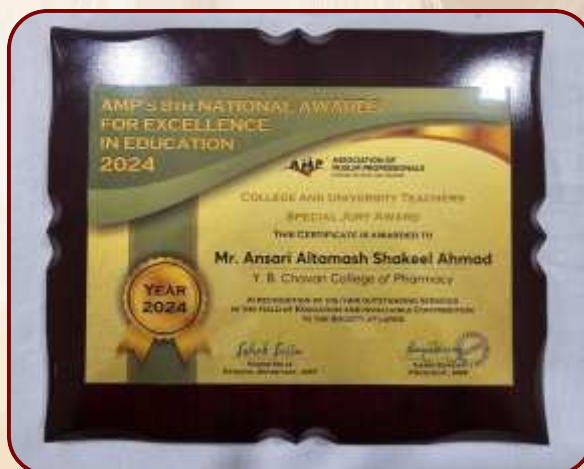 AMP'S 8TH NATIONAL AWARD
FOR EXCELLENCE
IN EDUCATION
2024
AMP
ASSOCIATION OF
MUSLIM PROFESSIONALS
COLLEGE AND UNIVERSITY TEACHERS
SPECIAL JURY AWARD
THIS CERTIFICATE IS AWARDED TO
Mr. Ansari Altamash Shakeel Ahmad
Y. B. Chavan College of Pharmacy
YEAR
2024
IN RECOGNITION OF HIS/HER OUTSTANDING SERVICES
IN THE FIELD OF EDUCATION AND INVALUABLE CONTRIBUTION
TO THE SOCIETY AT LARGE